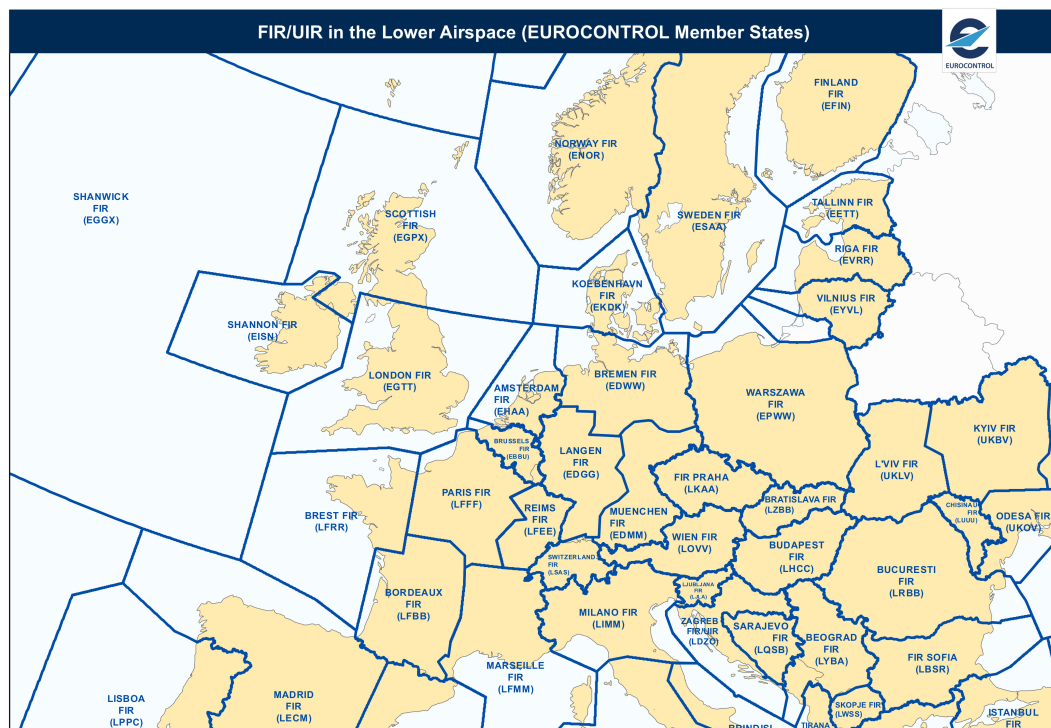 FIR/UIR in the Lower Airspace (EUROCONTROL Member States)
EUROCONTROL
FINLAND
FIR
(EFIN)
NORWAY FIR
(ENOR)
SHANWICK
FIR
(EGGX)
SCOTTISH
FIR
(EGPX)
SWEDEN FIR
(ESAA)
TALLINN FIR
(EETT)
RIGA FIR
(EVRR)
KOEBENHAVN
FIR
(EKDK)
VILNIUS FIR
(EYVL)
SHANNON FIR
(EISN)
LONDON FIR
(EGTT)
AMSTERDAM
FIR
(EHAA)
BREMEN FIR
(EDWW)
WARSZAWA
FIR
(EPWW)
KYIV FIR
(UKBV)
BRUSSELS
FIR
(EBBU)
LANGEN
FIR
(EDGG)
L'VIV FIR
(UKLV)
FIR PRAHA
(LKAA)
PARIS FIR
(LFFF)
BRATISLAVA FIR
(LZBB)
CHISINAU
FIR
(LUUU)
ODESA FIR
(UKOV)
BREST FIR
(LFRR)
REIMS
FIR
(LFEE)
MUENCHEN
FIR
(EDMM)
WIEN FIR
(LOVV)
BUDAPEST
FIR
(LHCC)
SWITZERLAND
FIR
(LSAS)
BUCURESTI
FIR
(LRBB)
BORDEAUX
FIR
(LFBB)
LJUBLJANA
FIR
(LJLA)
MILANO FIR
(LIMM)
ZAGREB
FIR/UIR
(LDZO)
SARAJEVO
FIR
(LQSB)
BEOGRAD
FIR
(LYBA)
FIR SOFIA
(LBSR)
MARSEILLE
FIR
(LFMM)
LISBOA
FIR
(LPPC)
MADRID
FIR
(LECM)
SKOPJE FIR
(LWSS)
ISTANBUL
FIR
TIRANA
BRINDISI